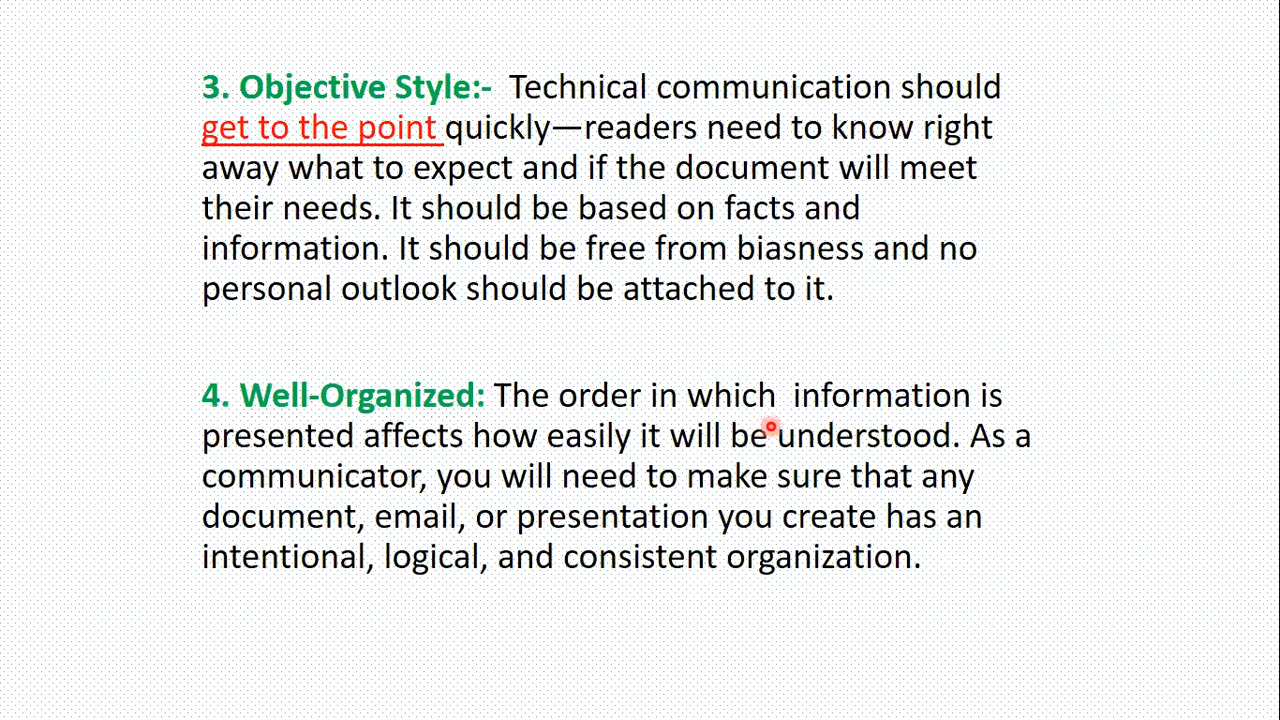 3. Objective Style:- Technical communication should
get to the point quickly—readers need to know right
away what to expect and if the document will meet
their needs. It should be based on facts and
information. It should be free from biasness and no
personal outlook should be attached to it.
4. Well-Organized: The order in which information is
presented affects how easily it will be understood. As a
communicator, you will need to make sure that any
document, email, or presentation you create has an
intentional, logical, and consistent organization.